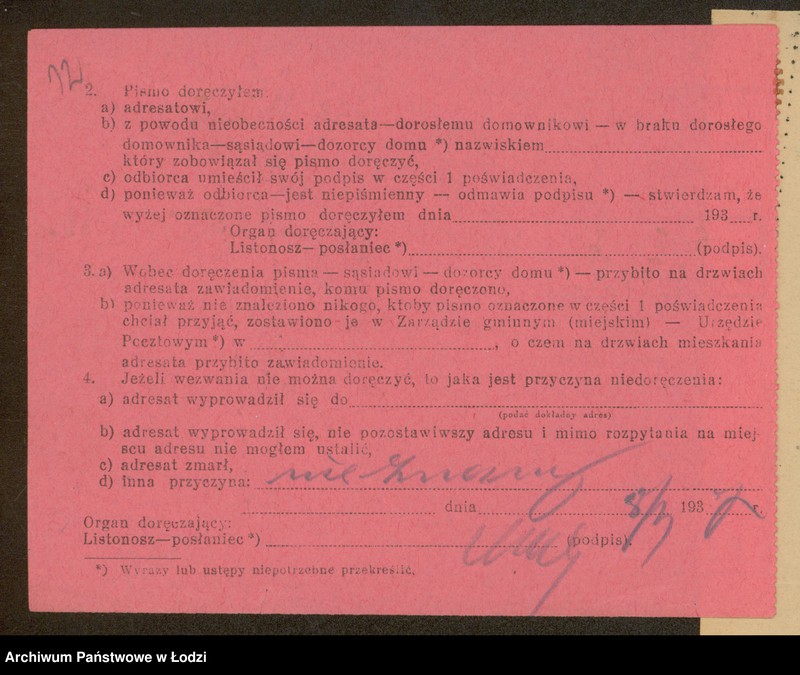 12
2. Pismo doręczyłem:
a) adresatowi,
b) z powodu nieobecności adresata—dorosłemu domownikowi — w braku dorosłego
domownika—sąsiadowi—dozorcy domu *) nazwiskiem
który zobowiązał się pismo doręczyć,
c) odbiorca umieścił swój podpis w części 1 poświadczenia,
d) ponieważ odbiorca—jest niepiśmienny — odmawia podpisu *) — stwierdzam, że
wyżej oznaczone pismo doręczyłem dnia 193 r.
Organ doręczający:
Listonosz—posłaniec *) (podpis).
3. a) Wobec doręczenia pisma — sąsiadowi — dozorcy domu *) — przybito na drzwiach
adresata zawiadomienie, komu pismo doręczono,
b) ponieważ nie znaleziono nikogo, ktoby pismo oznaczone w części 1 poświadczenia
chciał przyjąć, zostawiono je w Zarządzie gminnym (miejskim) — Urzędzie
Pocztowym *) w , o czem na drzwiach mieszkania
adresata przybito zawiadomienie.
4. Jeżeli wezwania nie można doręczyć, to jaka jest przyczyna niedoręczenia:
a) adresat wyprowadził się do
(podać dokładny adres)
b) adresat wyprowadził się, nie pozostawiwszy adresu i mimo rozpytania na miej-
scu adresu nie mogłem ustalić,
c) adresat zmarł,
d) inna przyczyna: nieznany
dnia 193 r.
Organ doręczający:
Listonosz—posłaniec *) (podpis).
*) Wyrazy lub ustępy niepotrzebne przekreślić.
Archiwum Państwowe w Łodzi